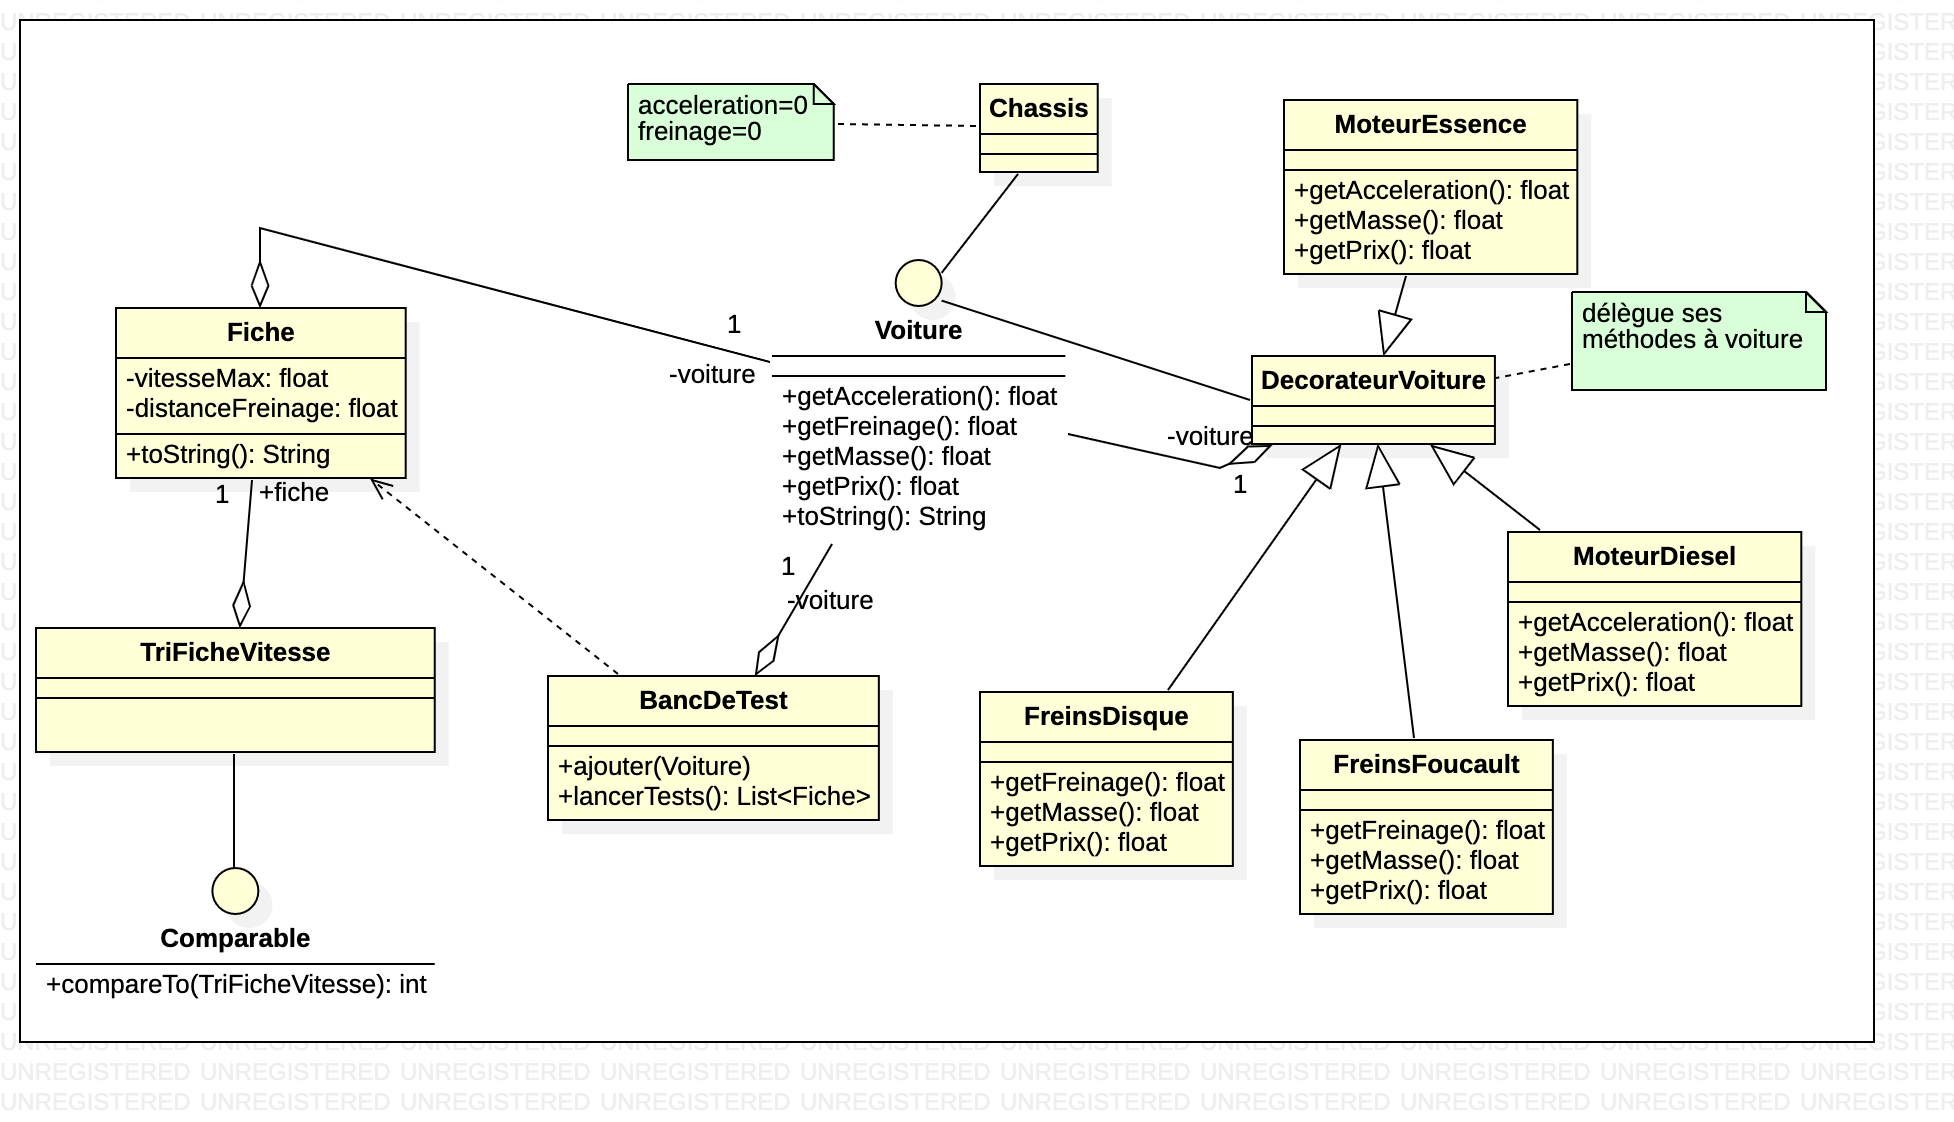 acceleration=0
freinage=0
Chassis
MoteurEssence
+getAcceleration(): float
+getMasse(): float
+getPrix(): float
délègue ses
méthodes à voiture
Fiche
-vitesseMax: float
-distanceFreinage: float
+toString(): String
1
+fiche
1
-voiture
Voiture
+getAcceleration(): float
+getFreinage(): float
+getMasse(): float
+getPrix(): float
+toString(): String
DecorateurVoiture
-voiture
1
1
-voiture
TriFicheVitesse
BancDeTest
+ajouter(Voiture)
+lancerTests(): List<Fiche>
MoteurDiesel
+getAcceleration(): float
+getMasse(): float
+getPrix(): float
FreinsDisque
+getFreinage(): float
+getMasse(): float
+getPrix(): float
FreinsFoucault
+getFreinage(): float
+getMasse(): float
+getPrix(): float
Comparable
+compareTo(TriFicheVitesse): int
UNREGISTERED UNREGISTERED UNREGISTERED UNREGISTERED UNREGISTERED UNREGISTERED UNREGISTERED UNREGISTERED UNREGISTERED UNREGISTERED
UNREGISTERED UNREGISTERED UNREGISTERED UNREGISTERED UNREGISTERED UNREGISTERED UNREGISTERED UNREGISTERED UNREGISTERED UNREGISTERED